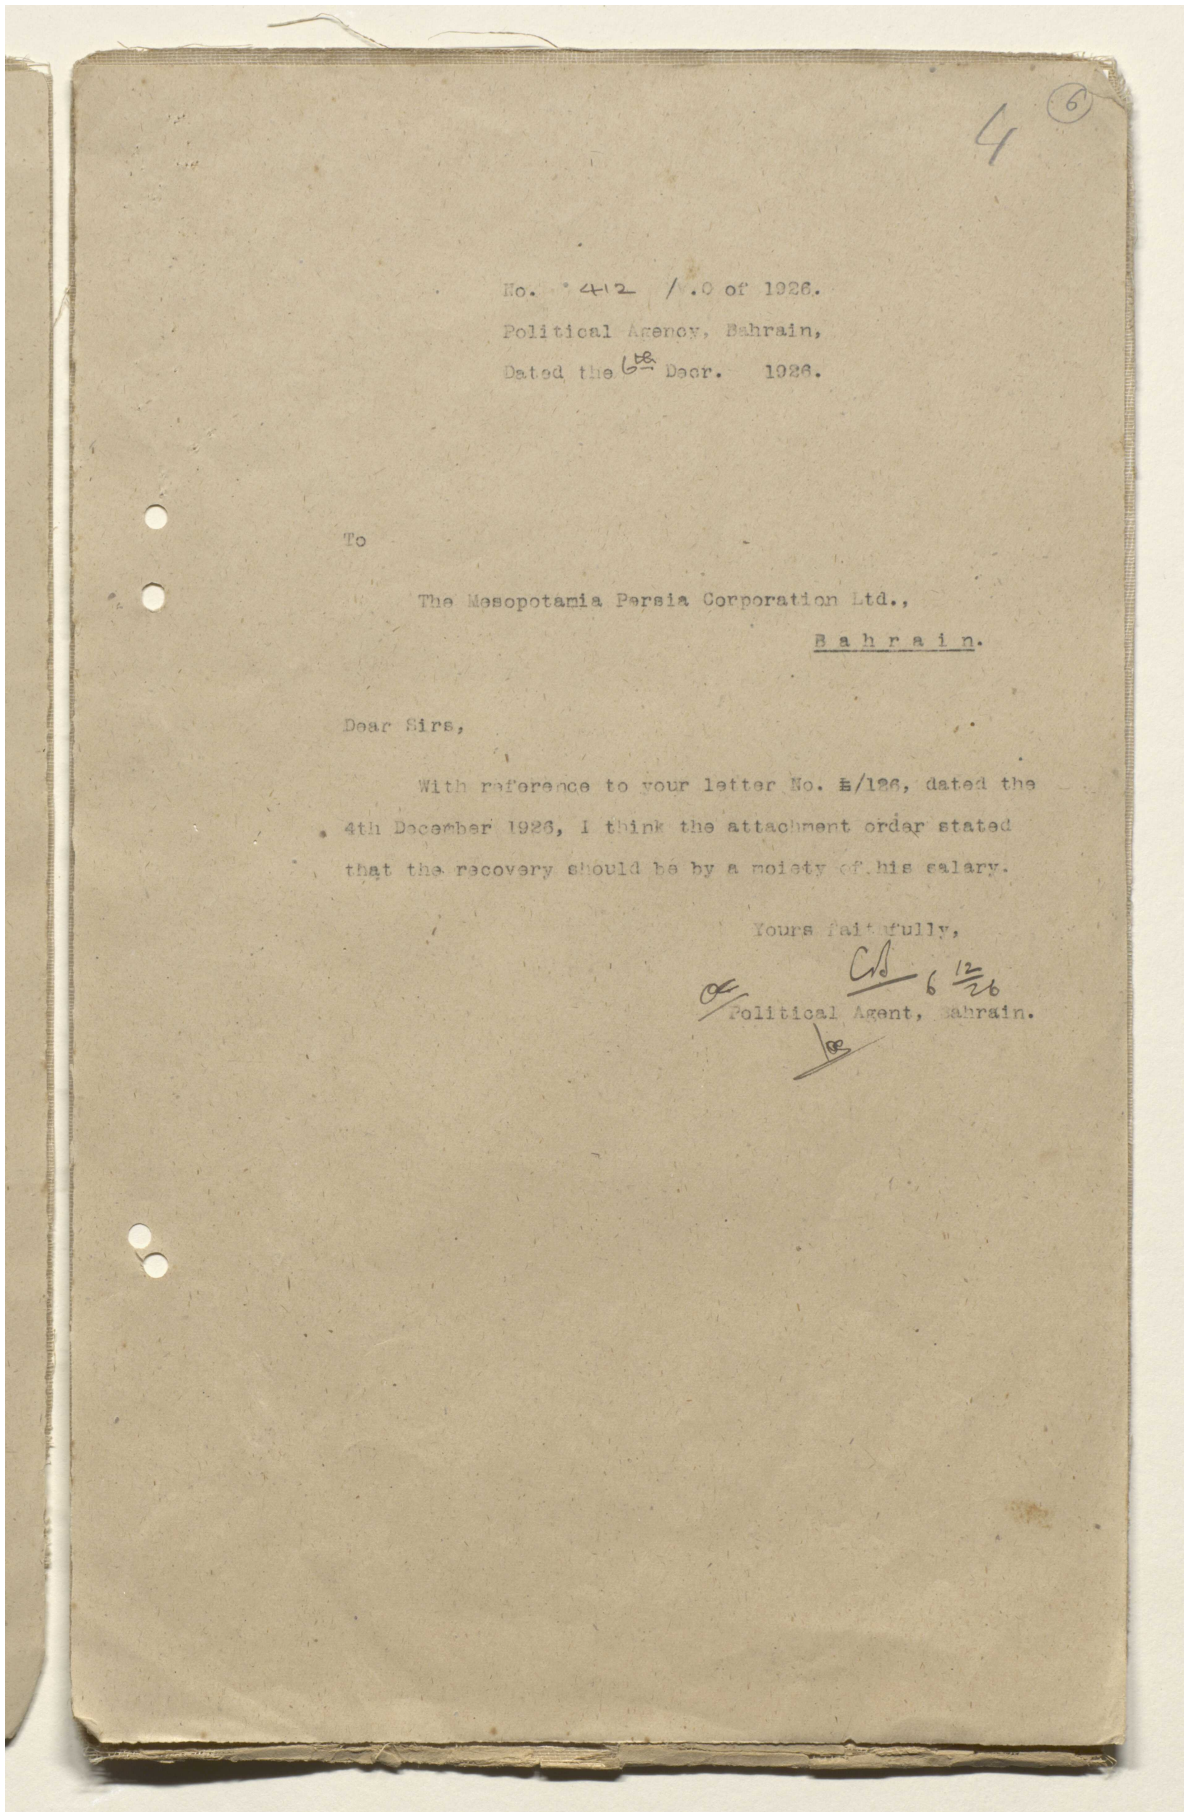 6
4
No. 412 /.C of 1926.
Political Agency, Bahrain,
Dated the 6th Decr. 1926.
To
The Mesopotamia Persia Corporation Ltd.,
Bahrain.
Dear Sirs,
With reference to your letter No. /126, dated the
4th December 1926, I think the attachment order stated
that the recovery should be by a moiety of his salary.
Yours faithfully,
6 12/26
Political Agent, Bahrain.